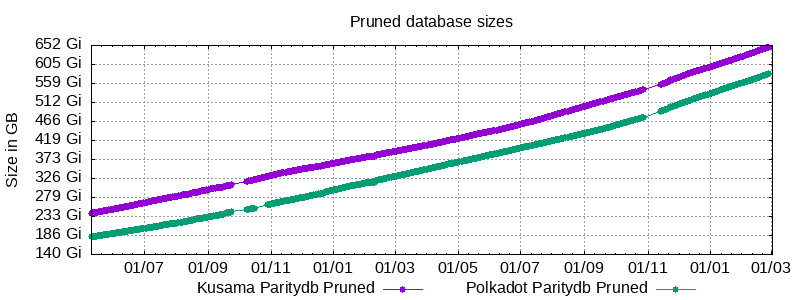 Pruned database sizes
652 Gi
605 Gi
559 Gi
512 Gi
466 Gi
419 Gi
373 Gi
326 Gi
279 Gi
233 Gi
186 Gi
140 Gi
Size in GB
01/07 01/09 01/11 01/01 01/03 01/05 01/07 01/09 01/11 01/01 01/03
Kusama Paritydb Pruned Polkadot Paritydb Pruned